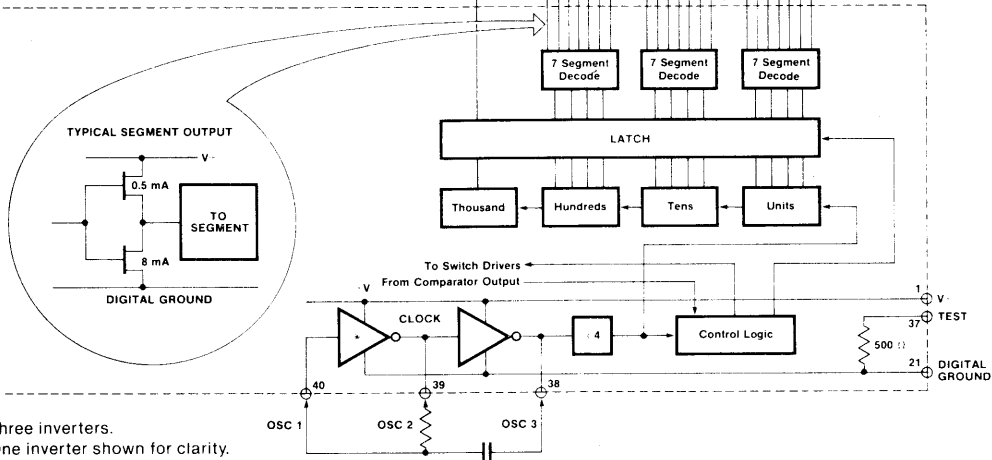 7 Segment
Decode
7 Segment
Decode
7 Segment
Decode
LATCH
TYPICAL SEGMENT OUTPUT
V
0.5 mA
TO
SEGMENT
8 mA
DIGITAL GROUND
Thousand
Hundreds
Tens
Units
To Switch Drivers
From Comparator Output
V
CLOCK
*
4
Control Logic
1
V
37
TEST
500 Ω
21
DIGITAL
GROUND
40
39
38
OSC 1
OSC 2
OSC 3
hree inverters.
ne inverter shown for clarity.